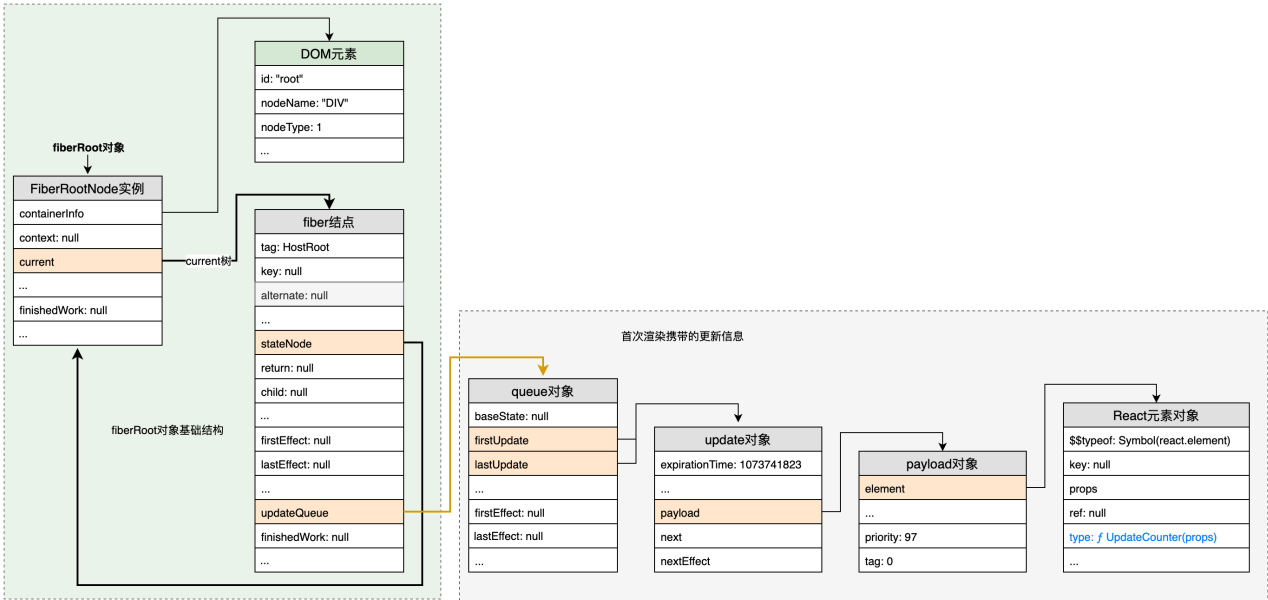 DOM元素
id: "root"
nodeName: "DIV"
nodeType: 1
...
fiberRoot对象
FiberRootNode实例
containerInfo
context: null
current
...
finishedWork: null
...
current树
fiber结点
tag: HostRoot
key: null
alternate: null
...
stateNode
return: null
child: null
...
firstEffect: null
lastEffect: null
...
updateQueue
finishedWork: null
...
fiberRoot对象基础结构
首次渲染携带的更新信息
queue对象
baseState: null
firstUpdate
lastUpdate
...
firstEffect: null
lastEffect: null
...
update对象
expirationTime: 1073741823
...
payload
next
nextEffect
payload对象
element
...
priority: 97
tag: 0
React元素对象
$$typeof: Symbol(react.element)
key: null
props
ref: null
type: ƒ UpdateCounter(props)
...